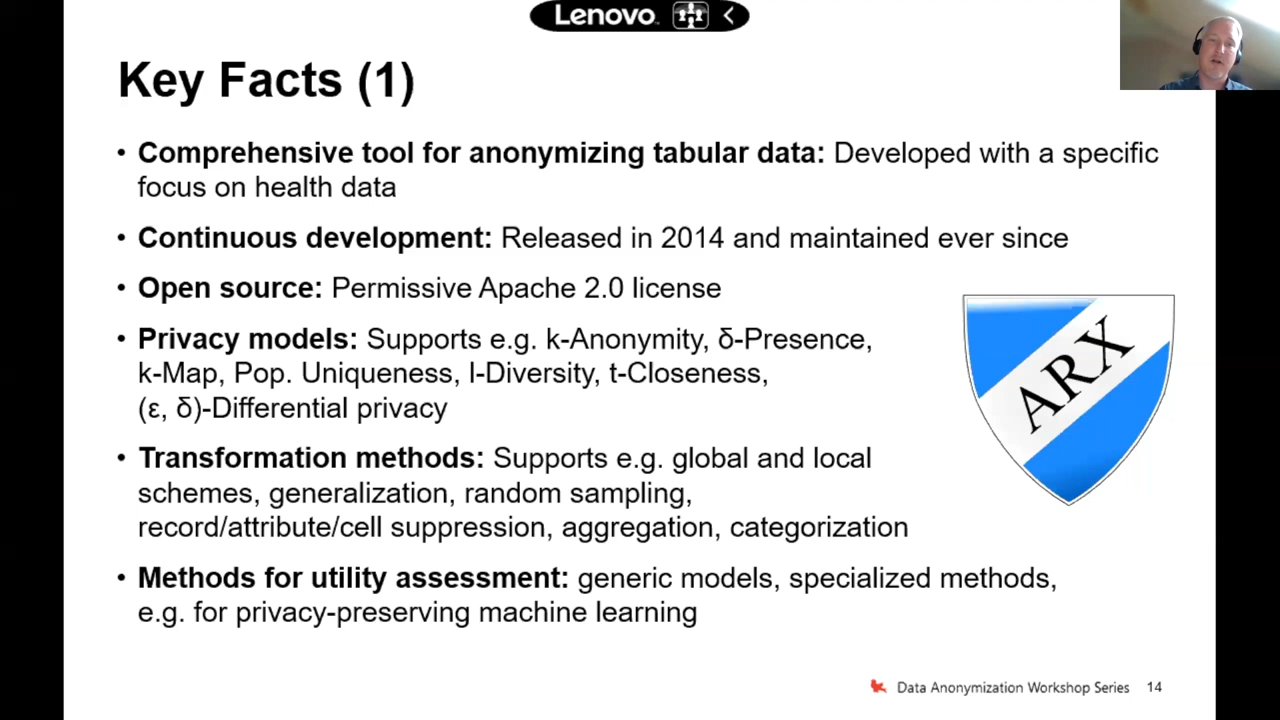 Lenovo
Key Facts (1)
• Comprehensive tool for anonymizing tabular data: Developed with a specific
focus on health data
• Continuous development: Released in 2014 and maintained ever since
• Open source: Permissive Apache 2.0 license
• Privacy models: Supports e.g. k-Anonymity, δ-Presence,
k-Map, Pop. Uniqueness, l-Diversity, t-Closeness,
(ε, δ)-Differential privacy
ARX
• Transformation methods: Supports e.g. global and local
schemes, generalization, random sampling,
record/attribute/cell suppression, aggregation, categorization
• Methods for utility assessment: generic models, specialized methods,
e.g. for privacy-preserving machine learning
Data Anonymization Workshop Series 14